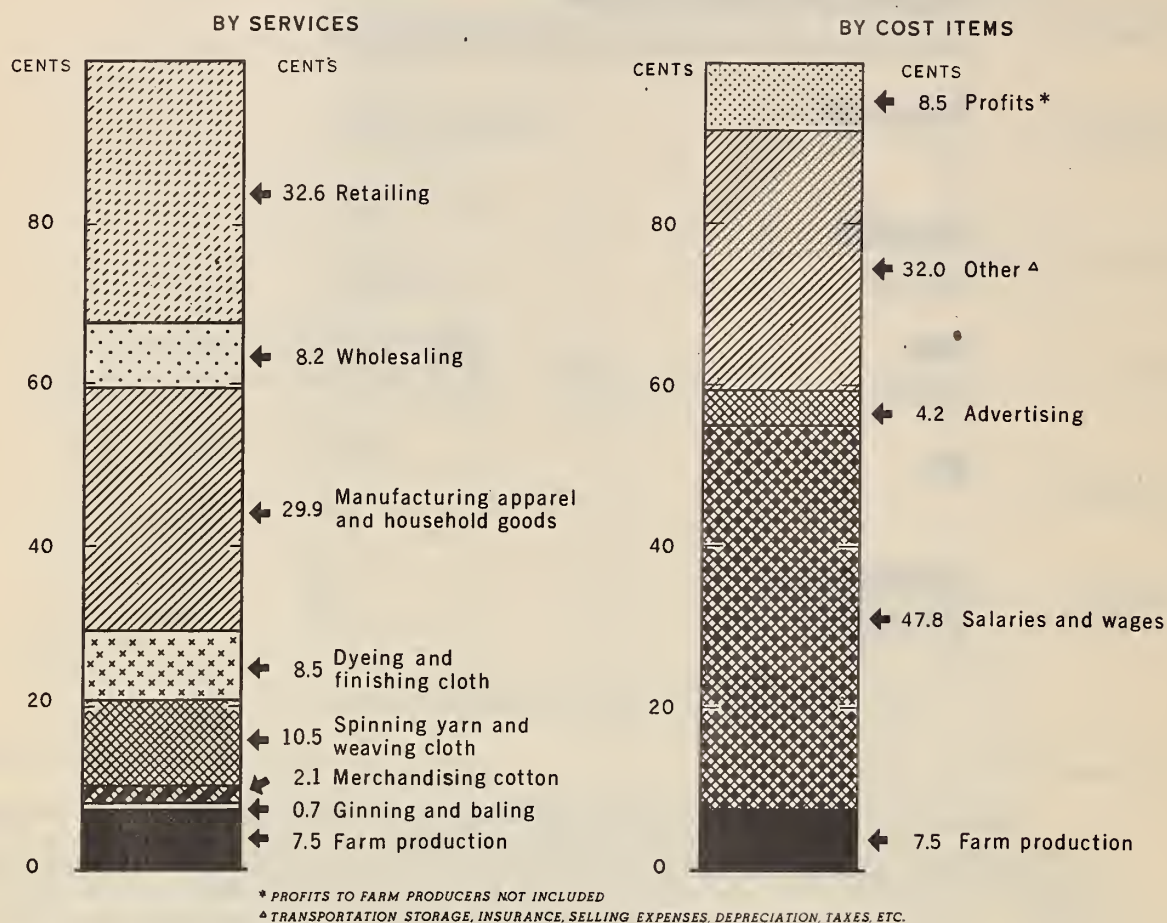 BY SERVICES
CENTS
CENTS
32.6 Retailing
80
8.2 Wholesaling
60
29.9 Manufacturing apparel
and household goods
40
8.5 Dyeing and
finishing cloth
20
10.5 Spinning yarn and
weaving cloth
2.1 Merchandising cotton
0.7 Ginning and baling
7.5 Farm production
0
BY COST ITEMS
CENTS
CENTS
8.5 Profits *
80
32.0 Other Δ
60
4.2 Advertising
40
47.8 Salaries and wages
20
7.5 Farm production
0
* PROFITS TO FARM PRODUCERS NOT INCLUDED
Δ TRANSPORTATION STORAGE, INSURANCE, SELLING EXPENSES, DEPRECIATION, TAXES, ETC.